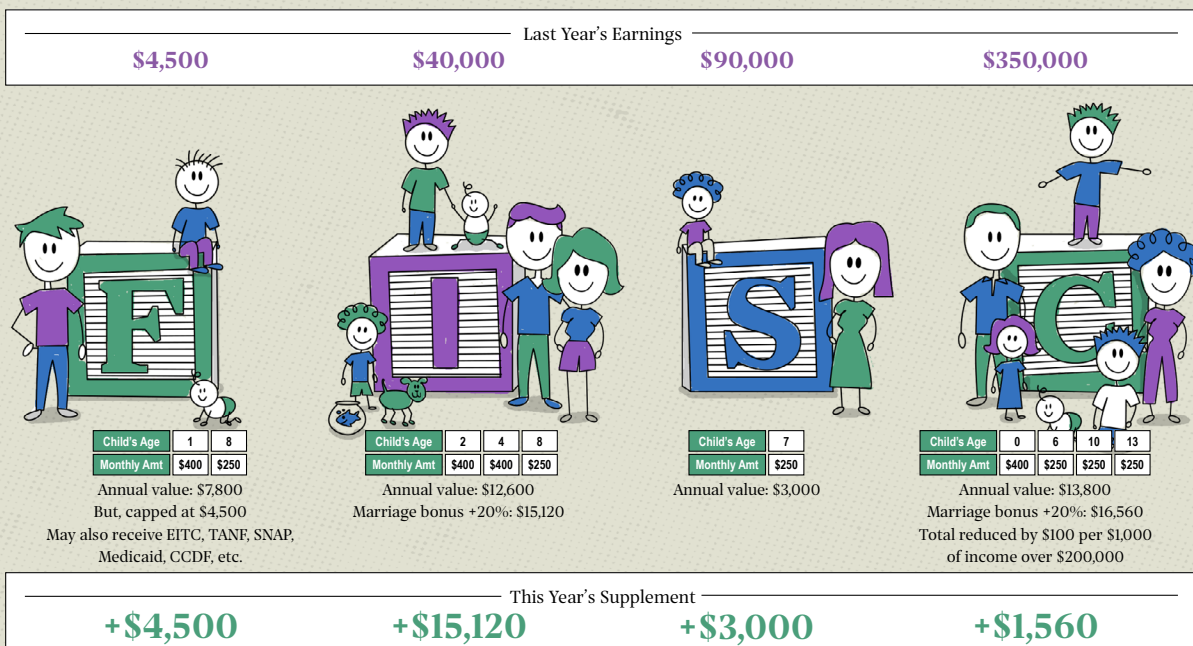 Last Year's Earnings
$4,500 $40,000 $90,000 $350,000
F I S C
Child's Age 1 8
Monthly Amt $400 $250
Annual value: $7,800
But, capped at $4,500
May also receive EITC, TANF, SNAP,
Medicaid, CCDF, etc.
Child's Age 2 4 8
Monthly Amt $400 $400 $250
Annual value: $12,600
Marriage bonus +20%: $15,120
Child's Age 7
Monthly Amt $250
Annual value: $3,000
Child's Age 0 6 10 13
Monthly Amt $400 $250 $250 $250
Annual value: $13,800
Marriage bonus +20%: $16,560
Total reduced by $100 per $1,000
of income over $200,000
This Year's Supplement
+$4,500 +$15,120 +$3,000 +$1,560